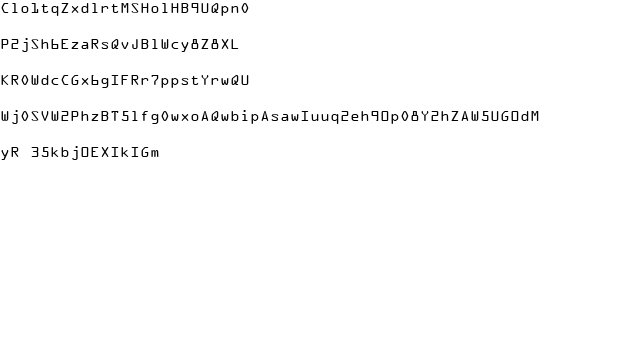 Clo1tqZxdlrtMSHolHB9UQpn0
P2jSh6EzaRsQvJBlWcy8Z8XL
KR0WdcCGx6gIFRr7ppstYrwQU
Wj0SVW2PhzBT5lfg0wxoAQwbipAsawIuuq2eh9Op08Y2hZAW5UGOdM
yR 35kbjOEXIkIGm